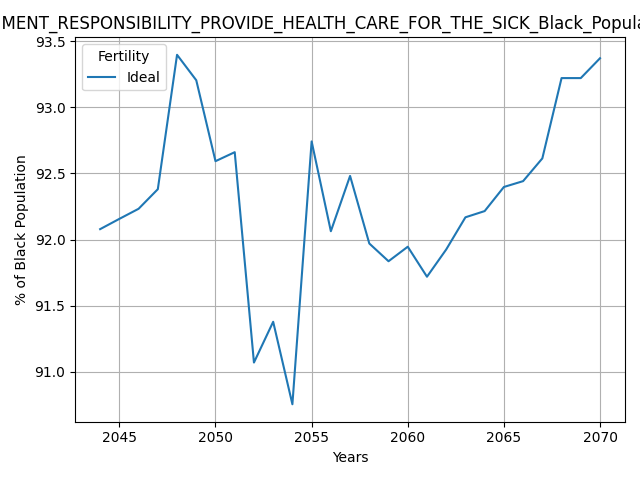 MENT_RESPONSIBILITY_PROVIDE_HEALTH_CARE_FOR_THE_SICK_Black_Popula
93.5
Fertility
Ideal
93.0
92.5
92.0
91.5
91.0
% of Black Population
2045 2050 2055 2060 2065 2070
Years